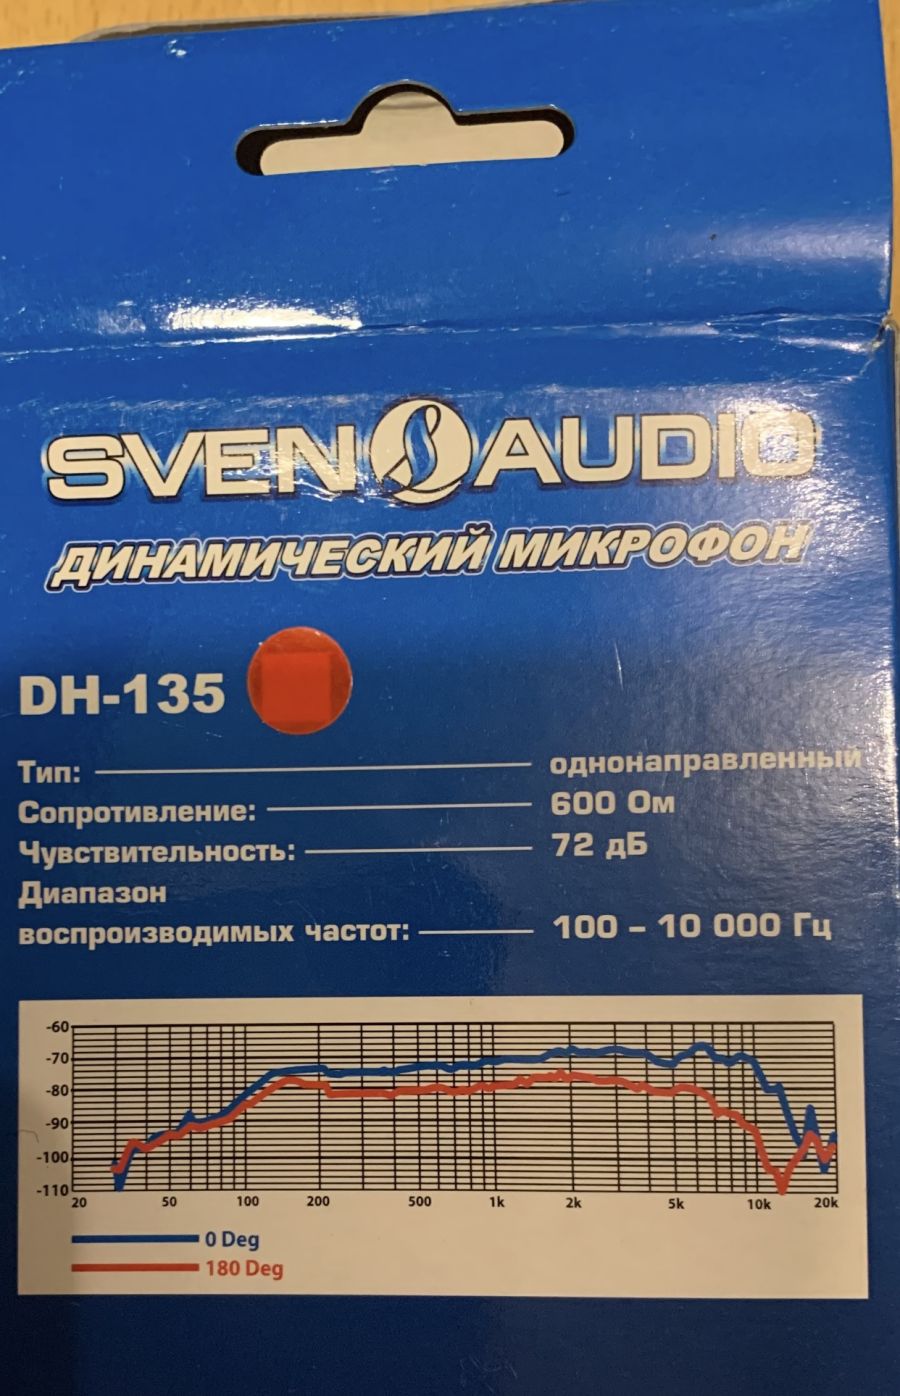 SVEN AUDIO
ДИНАМИЧЕСКИЙ МИКРОФОН
DH-135
Тип: однонаправленный
Сопротивление: 600 Ом
Чувствительность: 72 дБ
Диапазон
воспроизводимых частот: 100 – 10 000 Гц
-60
-70
-80
-90
-100
-110
20 50 100 200 500 1k 2k 5k 10k 20k
0 Deg
180 Deg